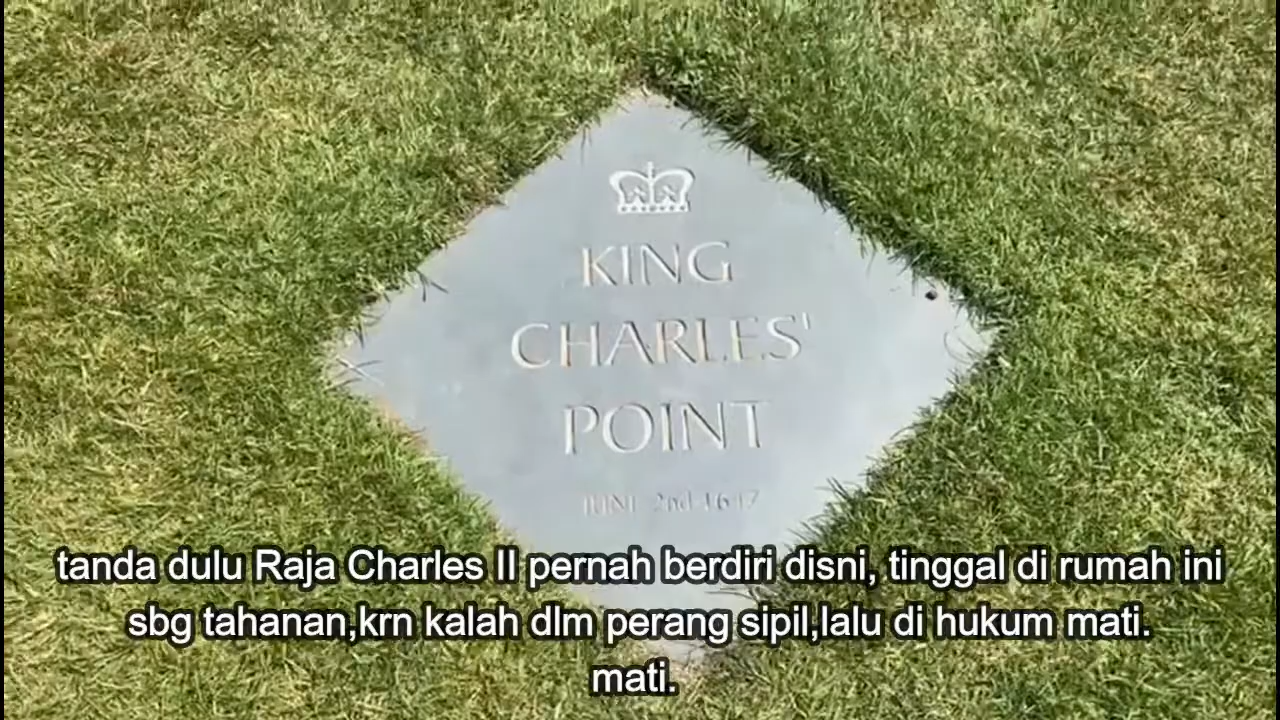 KING
CHARLES'
POINT
JUNE 2nd 1647
tanda dulu Raja Charles II pernah berdiri disni, tinggal di rumah ini
sbg tahanan,krn kalah dlm perang sipil,lalu di hukum mati.
mati.